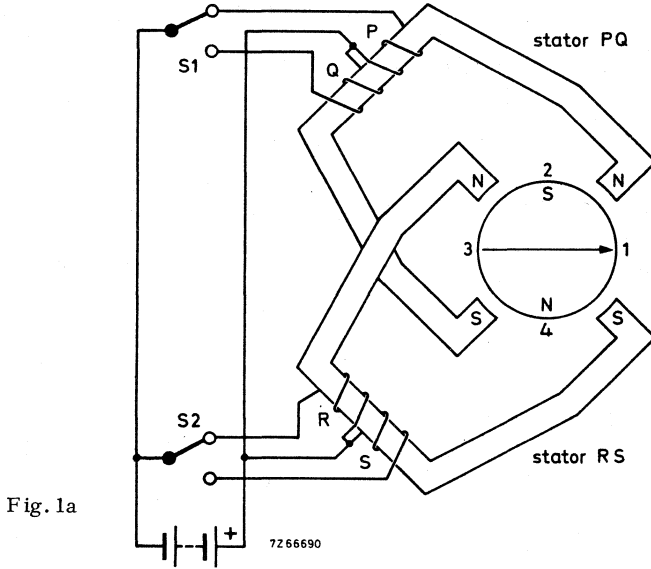 P
stator PQ
S1
Q
N
N
2
S
3
1
N
4
S
S
S2
R
S
stator RS
+
7Z66690
Fig. 1a